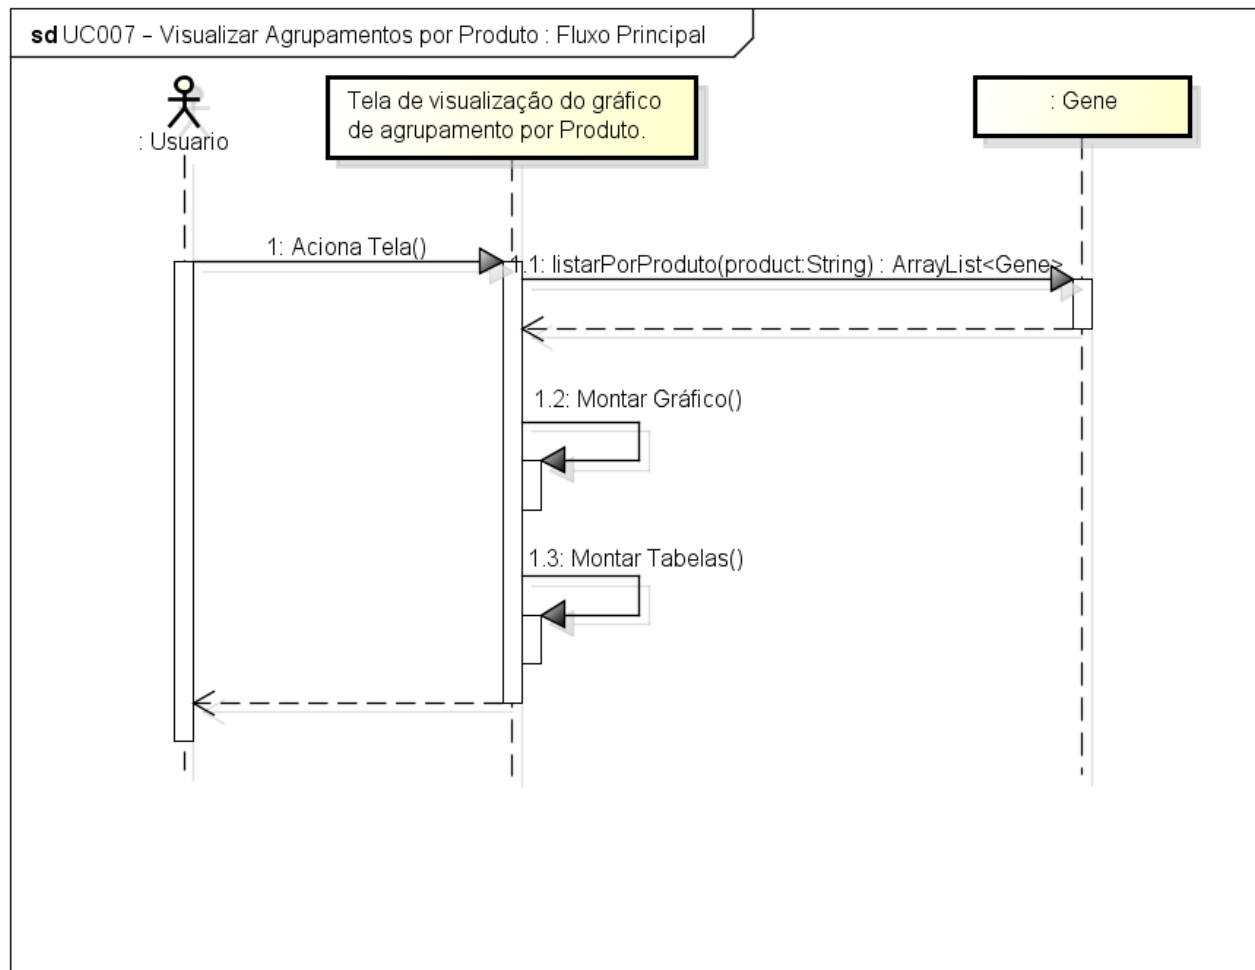 sd UC007 - Visualizar Agrupamentos por Produto : Fluxo Principal
: Usuario
Tela de visualização do gráfico
de agrupamento por Produto.
: Gene
1: Aciona Tela()
1.1: listarPorProduto(product:String) : ArrayList<Gene>
1.2: Montar Gráfico()
1.3: Montar Tabelas()